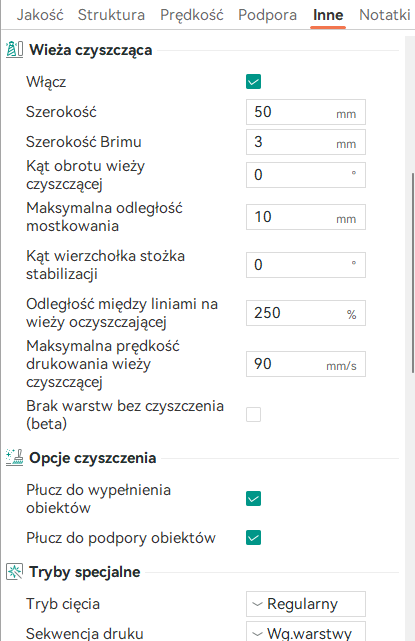 Jakość Struktura Prędkość Podpora Inne Notatki
Wieża czyszcząca
Włącz
Szerokość 50 mm
Szerokość Brimu 3 mm
Kąt obrotu wieży
czyszczącej 0 °
Maksymalna odległość
mostkowania 10 mm
Kąt wierzchołka stożka
stabilizacji 0 °
Odległość między liniami na
wieży oczyszczającej 250 %
Maksymalna prędkość
drukowania wieży
czyszczącej 90 mm/s
Brak warstw bez czyszczenia
(beta)
Opcje czyszczenia
Płucz do wypełnienia
obiektów
Płucz do podpory obiektów
Tryby specjalne
Tryb cięcia Regularny
Sekwencja druku Wg.warstwy